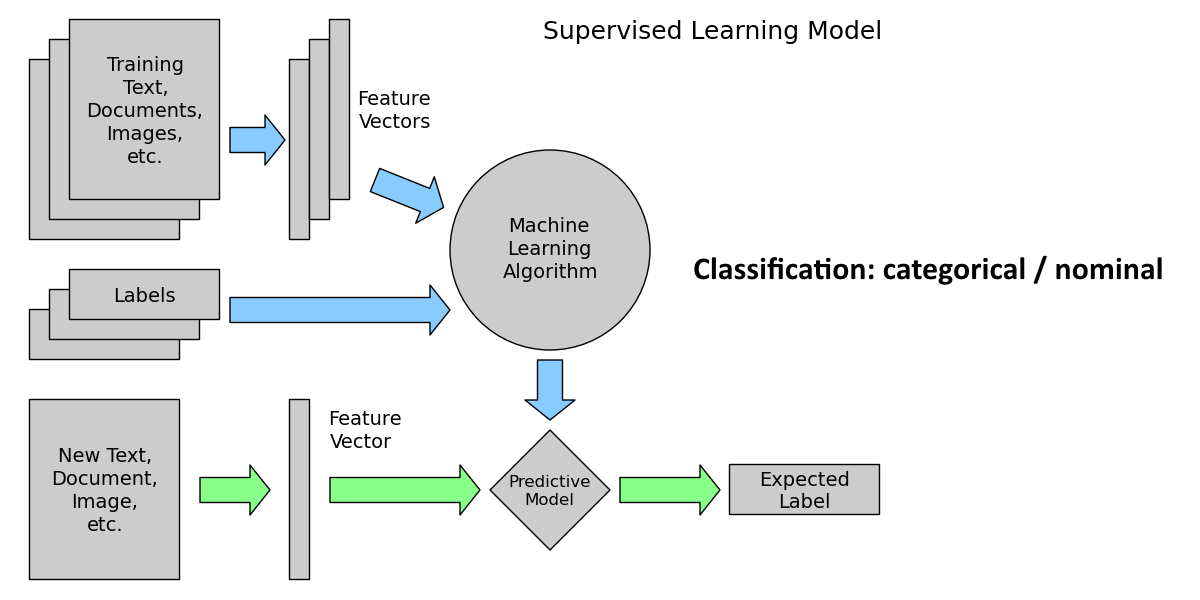 Supervised Learning Model
Training
Text,
Documents,
Images,
etc.
Feature
Vectors
Machine
Learning
Algorithm
Classification: categorical / nominal
Labels
New Text,
Document,
Image,
etc.
Feature
Vector
Predictive
Model
Expected
Label